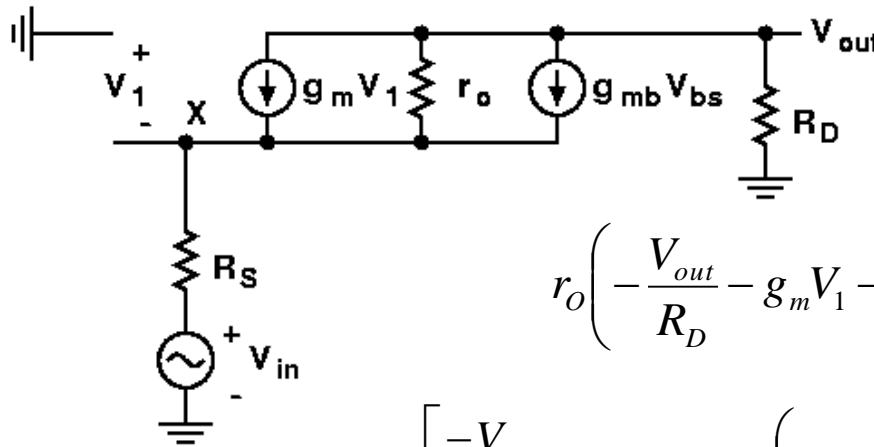 V_out
+
V_1
-
X
g_m V_1
r_o
g_mb V_bs
R_D
R_S
+
V_in
-
r_O ( - V_out / R_D - g_m V_1 -
[ -V (